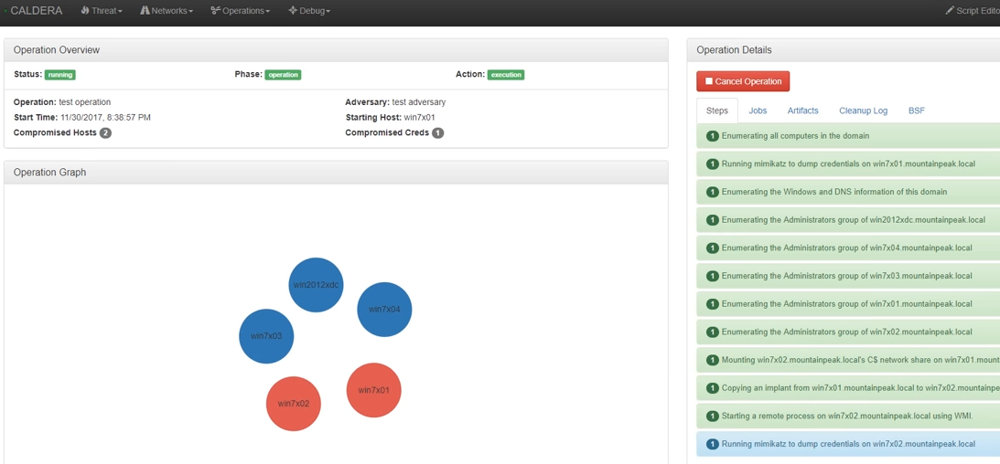 CALDERA Threat Networks Operations Debug Script Edito
Operation Overview
Status: running Phase: operation Action: execution
Operation: test operation Adversary: test adversary
Start Time: 11/30/2017, 8:38:57 PM Starting Host: win7x01
Compromised Hosts 2 Compromised Creds 1
Operation Graph
win2012xdc
win7x04
win7x03
win7x01
win7x02
Operation Details
Cancel Operation
Steps Jobs Artifacts Cleanup Log BSF
1 Enumerating all computers in the domain
1 Running mimikatz to dump credentials on win7x01.mountainpeak.local
1 Enumerating the Windows and DNS information of this domain
1 Enumerating the Administrators group of win2012xdc.mountainpeak.local
1 Enumerating the Administrators group of win7x04.mountainpeak.local
1 Enumerating the Administrators group of win7x03.mountainpeak.local
1 Enumerating the Administrators group of win7x01.mountainpeak.local
1 Enumerating the Administrators group of win7x02.mountainpeak.local
1 Mounting win7x02.mountainpeak.local's C$ network share on win7x01.mount
1 Copying an implant from win7x01.mountainpeak.local to win7x02.mountainpe
1 Starting a remote process on win7x02.mountainpeak.local using WMI.
1 Running mimikatz to dump credentials on win7x02.mountainpeak.local